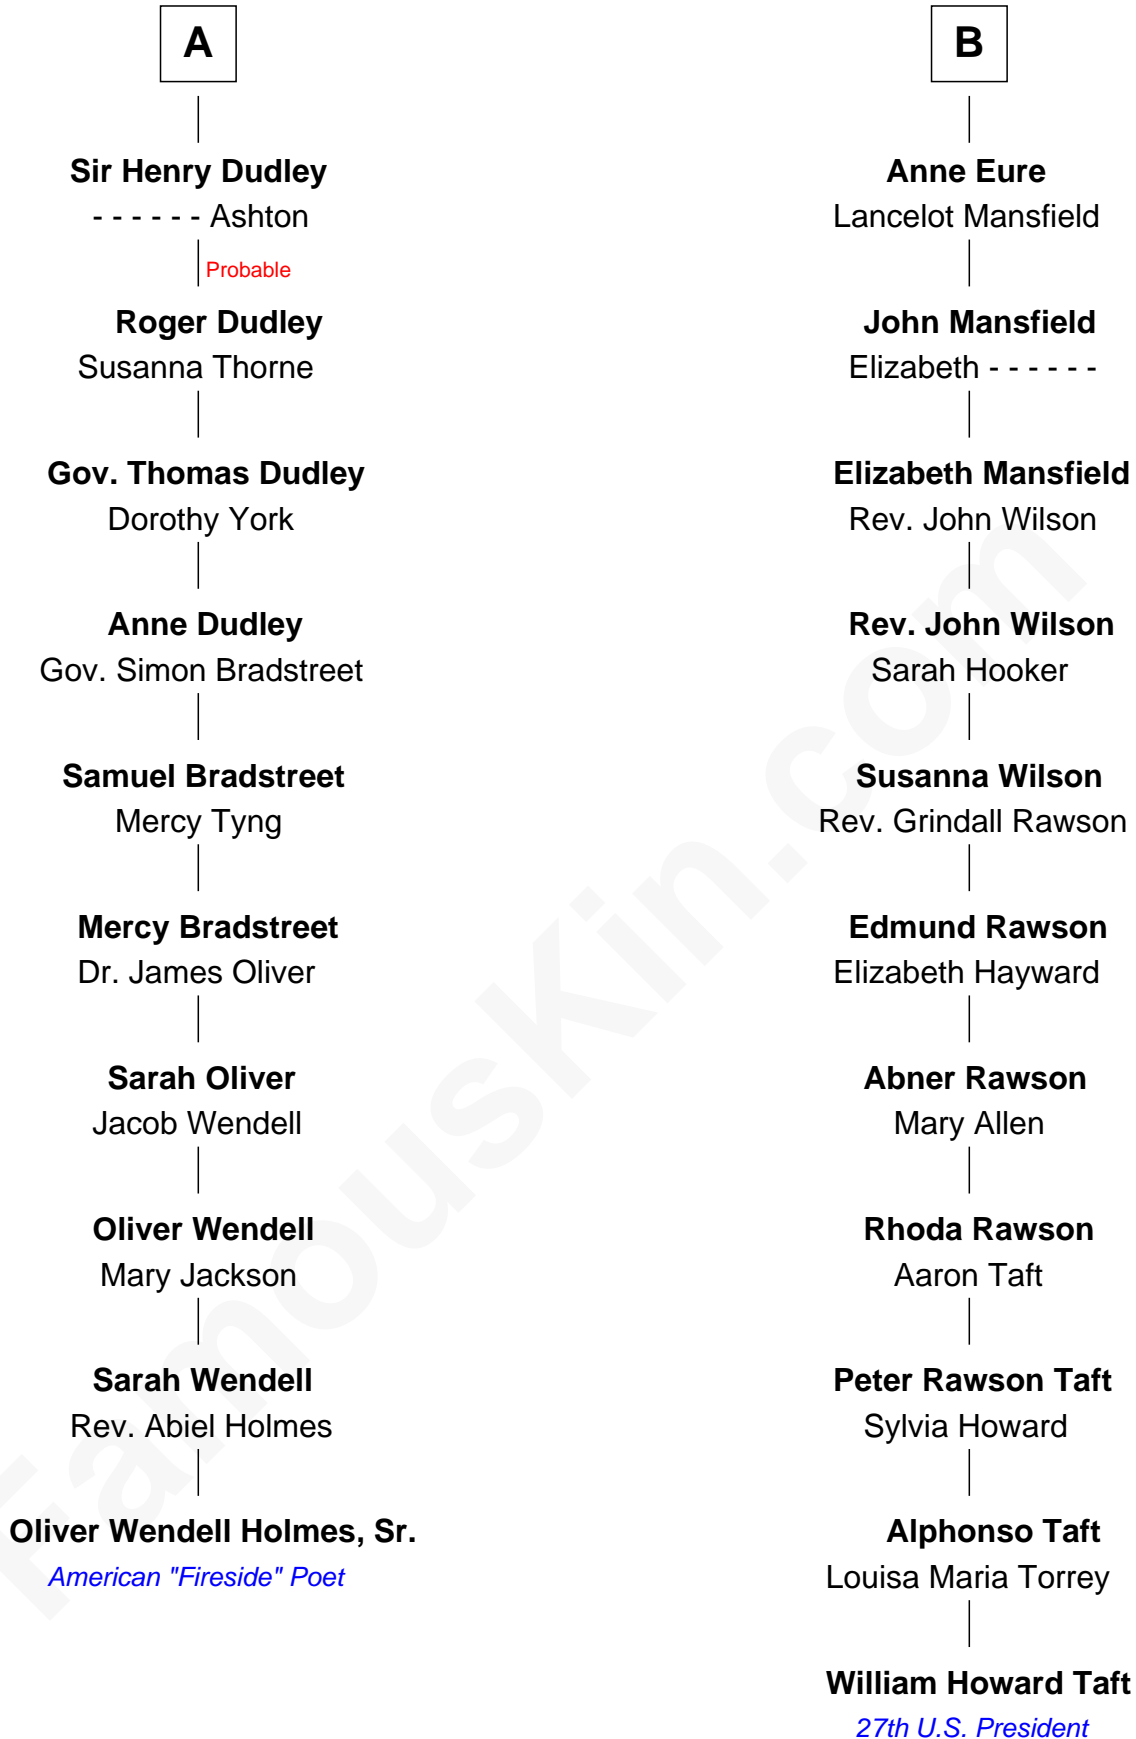 A
Sir Henry Dudley
- - - - - - Ashton
Probable
Roger Dudley
Susanna Thorne
Gov. Thomas Dudley
Dorothy York
Anne Dudley
Gov. Simon Bradstreet
Samuel Bradstreet
Mercy Tyng
Mercy Bradstreet
Dr. James Oliver
Sarah Oliver
Jacob Wendell
Oliver Wendell
Mary Jackson
Sarah Wendell
Rev. Abiel Holmes
Oliver Wendell Holmes, Sr.
American "Fireside" Poet
B
Anne Eure
Lancelot Mansfield
John Mansfield
Elizabeth - - - - - -
Elizabeth Mansfield
Rev. John Wilson
Rev. John Wilson
Sarah Hooker
Susanna Wilson
Rev. Grindall Rawson
Edmund Rawson
Elizabeth Hayward
Abner Rawson
Mary Allen
Rhoda Rawson
Aaron Taft
Peter Rawson Taft
Sylvia Howard
Alphonso Taft
Louisa Maria Torrey
William Howard Taft
27th U.S. President
FamousKin.com